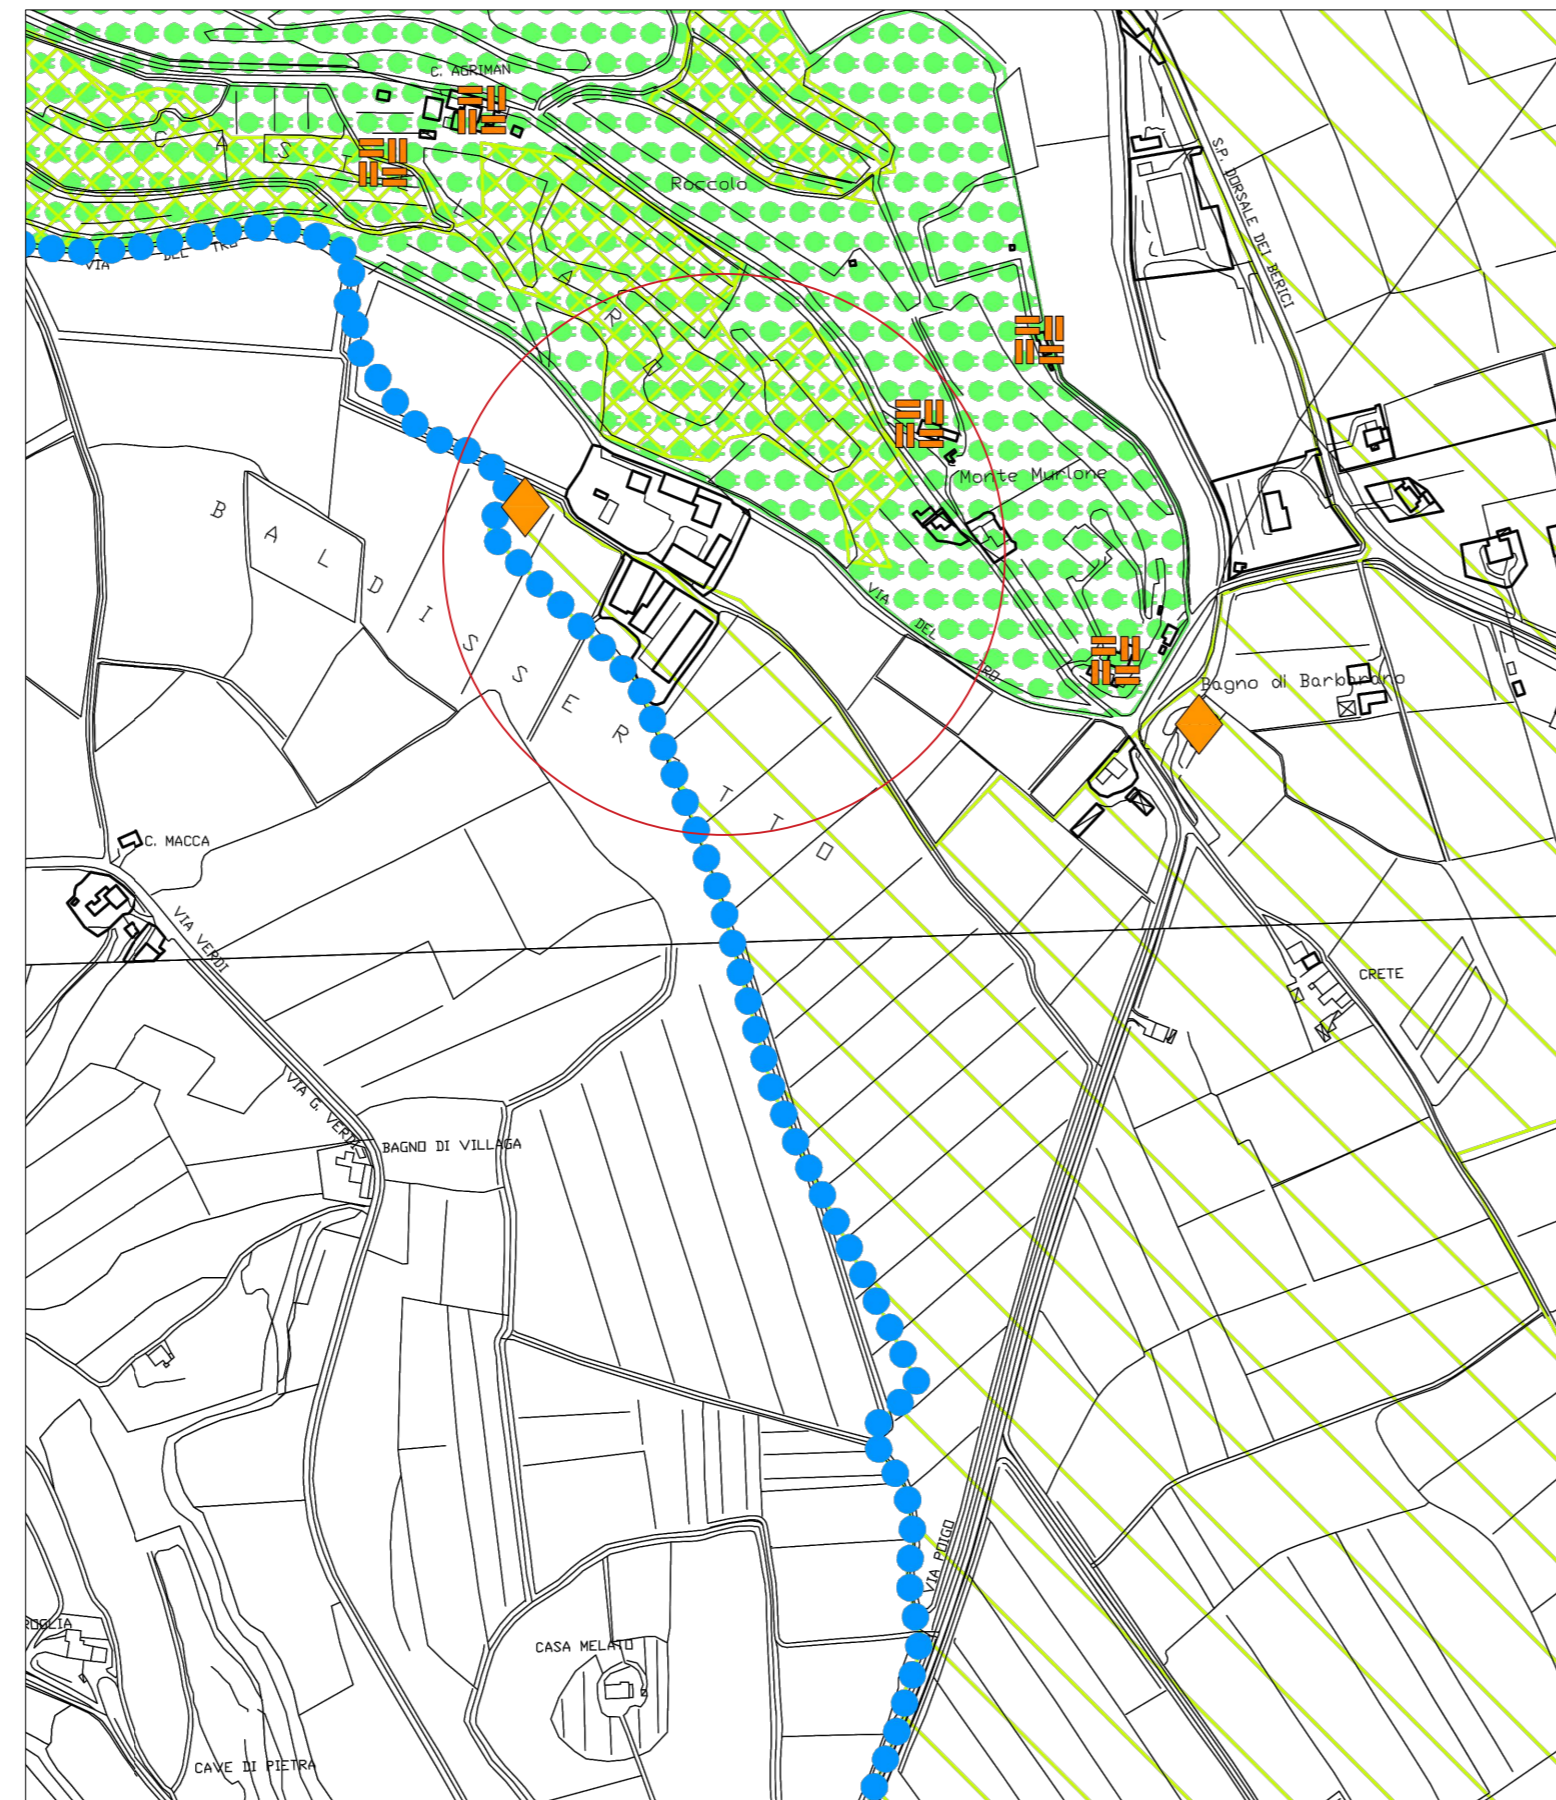 C. AGRIMAN
C A S T L A R
Roccolo
S.P. DORSALE DEI BERICI
VIA DEL TRO
Monte Murlone
B A L D I S S E R O T T O
VIA DEL TRO
Bagno di Barbarano
C. MACCA
VIA VERDI
CRETE
VIA G. VERDI
BAGNO DI VILLAGA
VIA POIGO
CASA MELATO
CAVE DI PIETRA